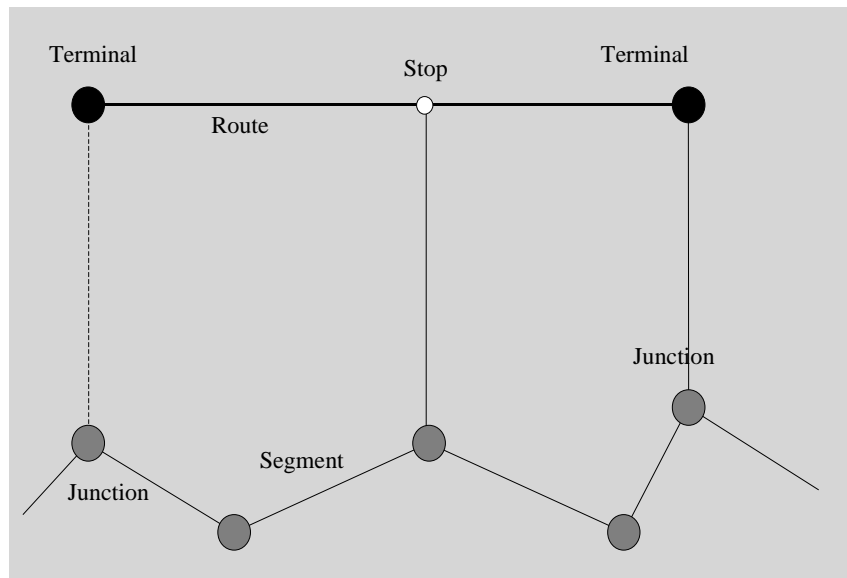 Terminal
Stop
Terminal
Route
Junction
Segment
Junction